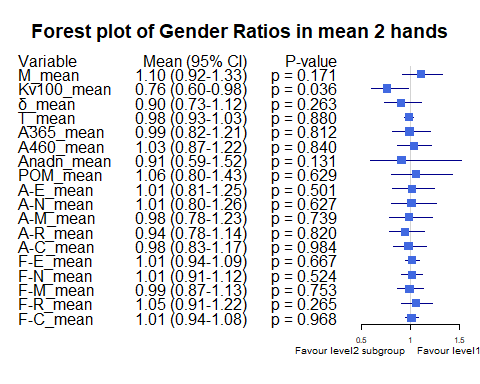 Forest plot of Gender Ratios in mean 2 hands
Variable Mean (95% CI) P-value
M_mean 1.10 (0.92-1.33) p = 0.171
Kv100_mean 0.76 (0.60-0.98) p = 0.036
δ_mean 0.90 (0.73-1.12) p = 0.263
T_mean 0.98 (0.93-1.03) p = 0.880
A365_mean 0.99 (0.82-1.21) p = 0.812
A460_mean 1.03 (0.87-1.22) p = 0.840
Anadn_mean 0.91 (0.59-1.52) p = 0.131
POM_mean 1.06 (0.80-1.43) p = 0.629
A-E_mean 1.01 (0.81-1.25) p = 0.501
A-N_mean 1.01 (0.80-1.26) p = 0.627
A-M_mean 0.98 (0.78-1.23) p = 0.739
A-R_mean 0.94 (0.78-1.14) p = 0.820
A-C_mean 0.98 (0.83-1.17) p = 0.984
F-E_mean 1.01 (0.94-1.09) p = 0.667
F-N_mean 1.01 (0.91-1.12) p = 0.524
F-M_mean 0.99 (0.87-1.13) p = 0.753
F-R_mean 1.05 (0.91-1.22) p = 0.265
F-C_mean 1.01 (0.94-1.08) p = 0.968
0.5 1 1.5
Favour level2 subgroup Favour level1